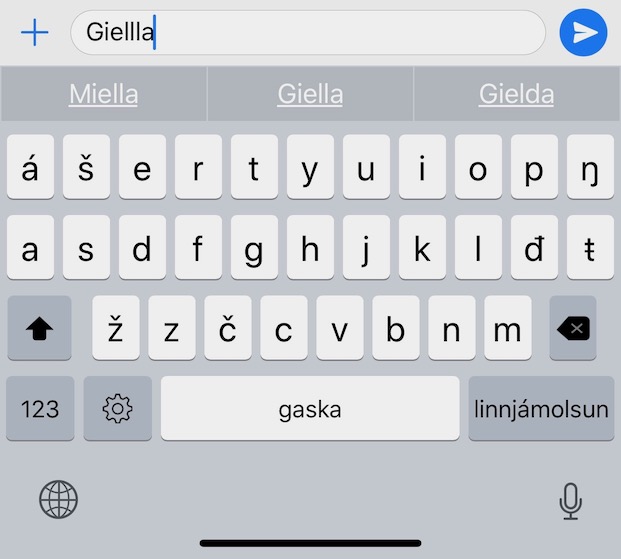 Giellla
Miella Giella Gielda
á š e r t y u i o p ŋ
a s d f g h j k l đ ŧ
ž z č c v b n m
123 gaska linnjámolsun